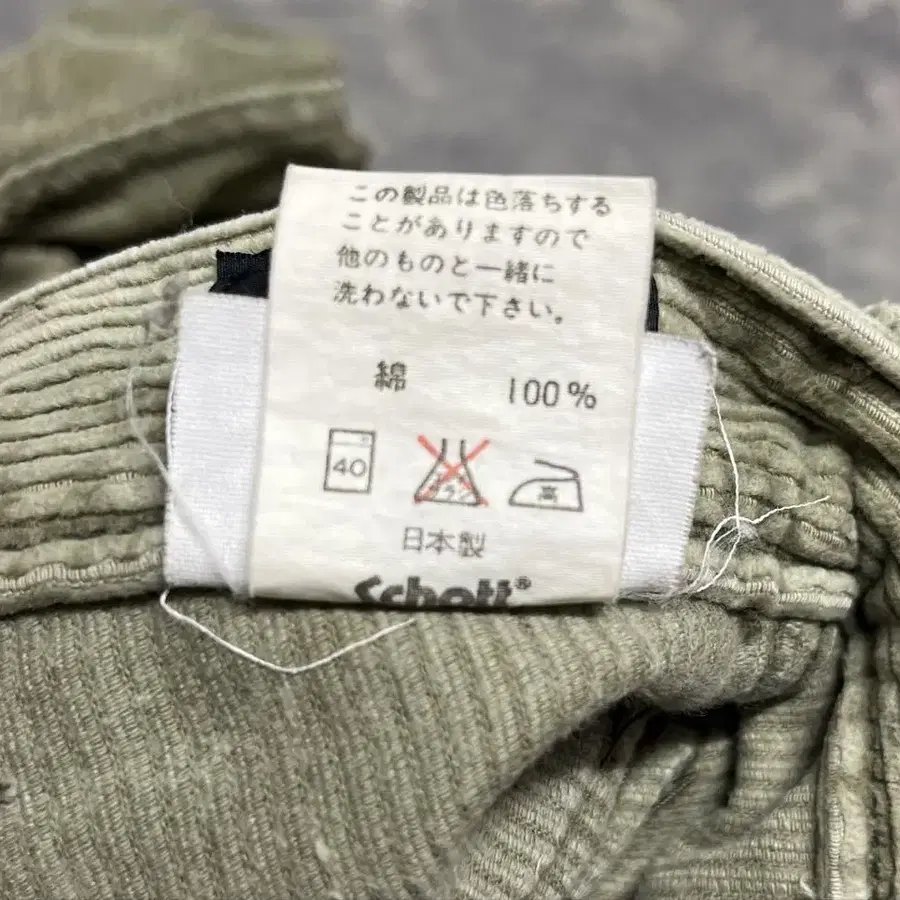 この製品は色落ちする
ことがありますので
他のものと一緒に
洗わないで下さい。
綿 100%
40 高
日本製
Schott®